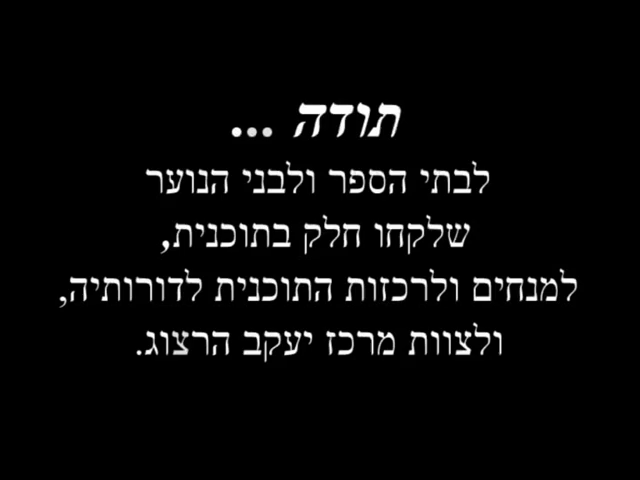 תודה ...
לבתי הספר ולבני הנוער
שלקחו חלק בתוכנית,
למנחים ולרכזות התוכנית לדורותיה,
ולצוות מרכז יעקב הרצוג.